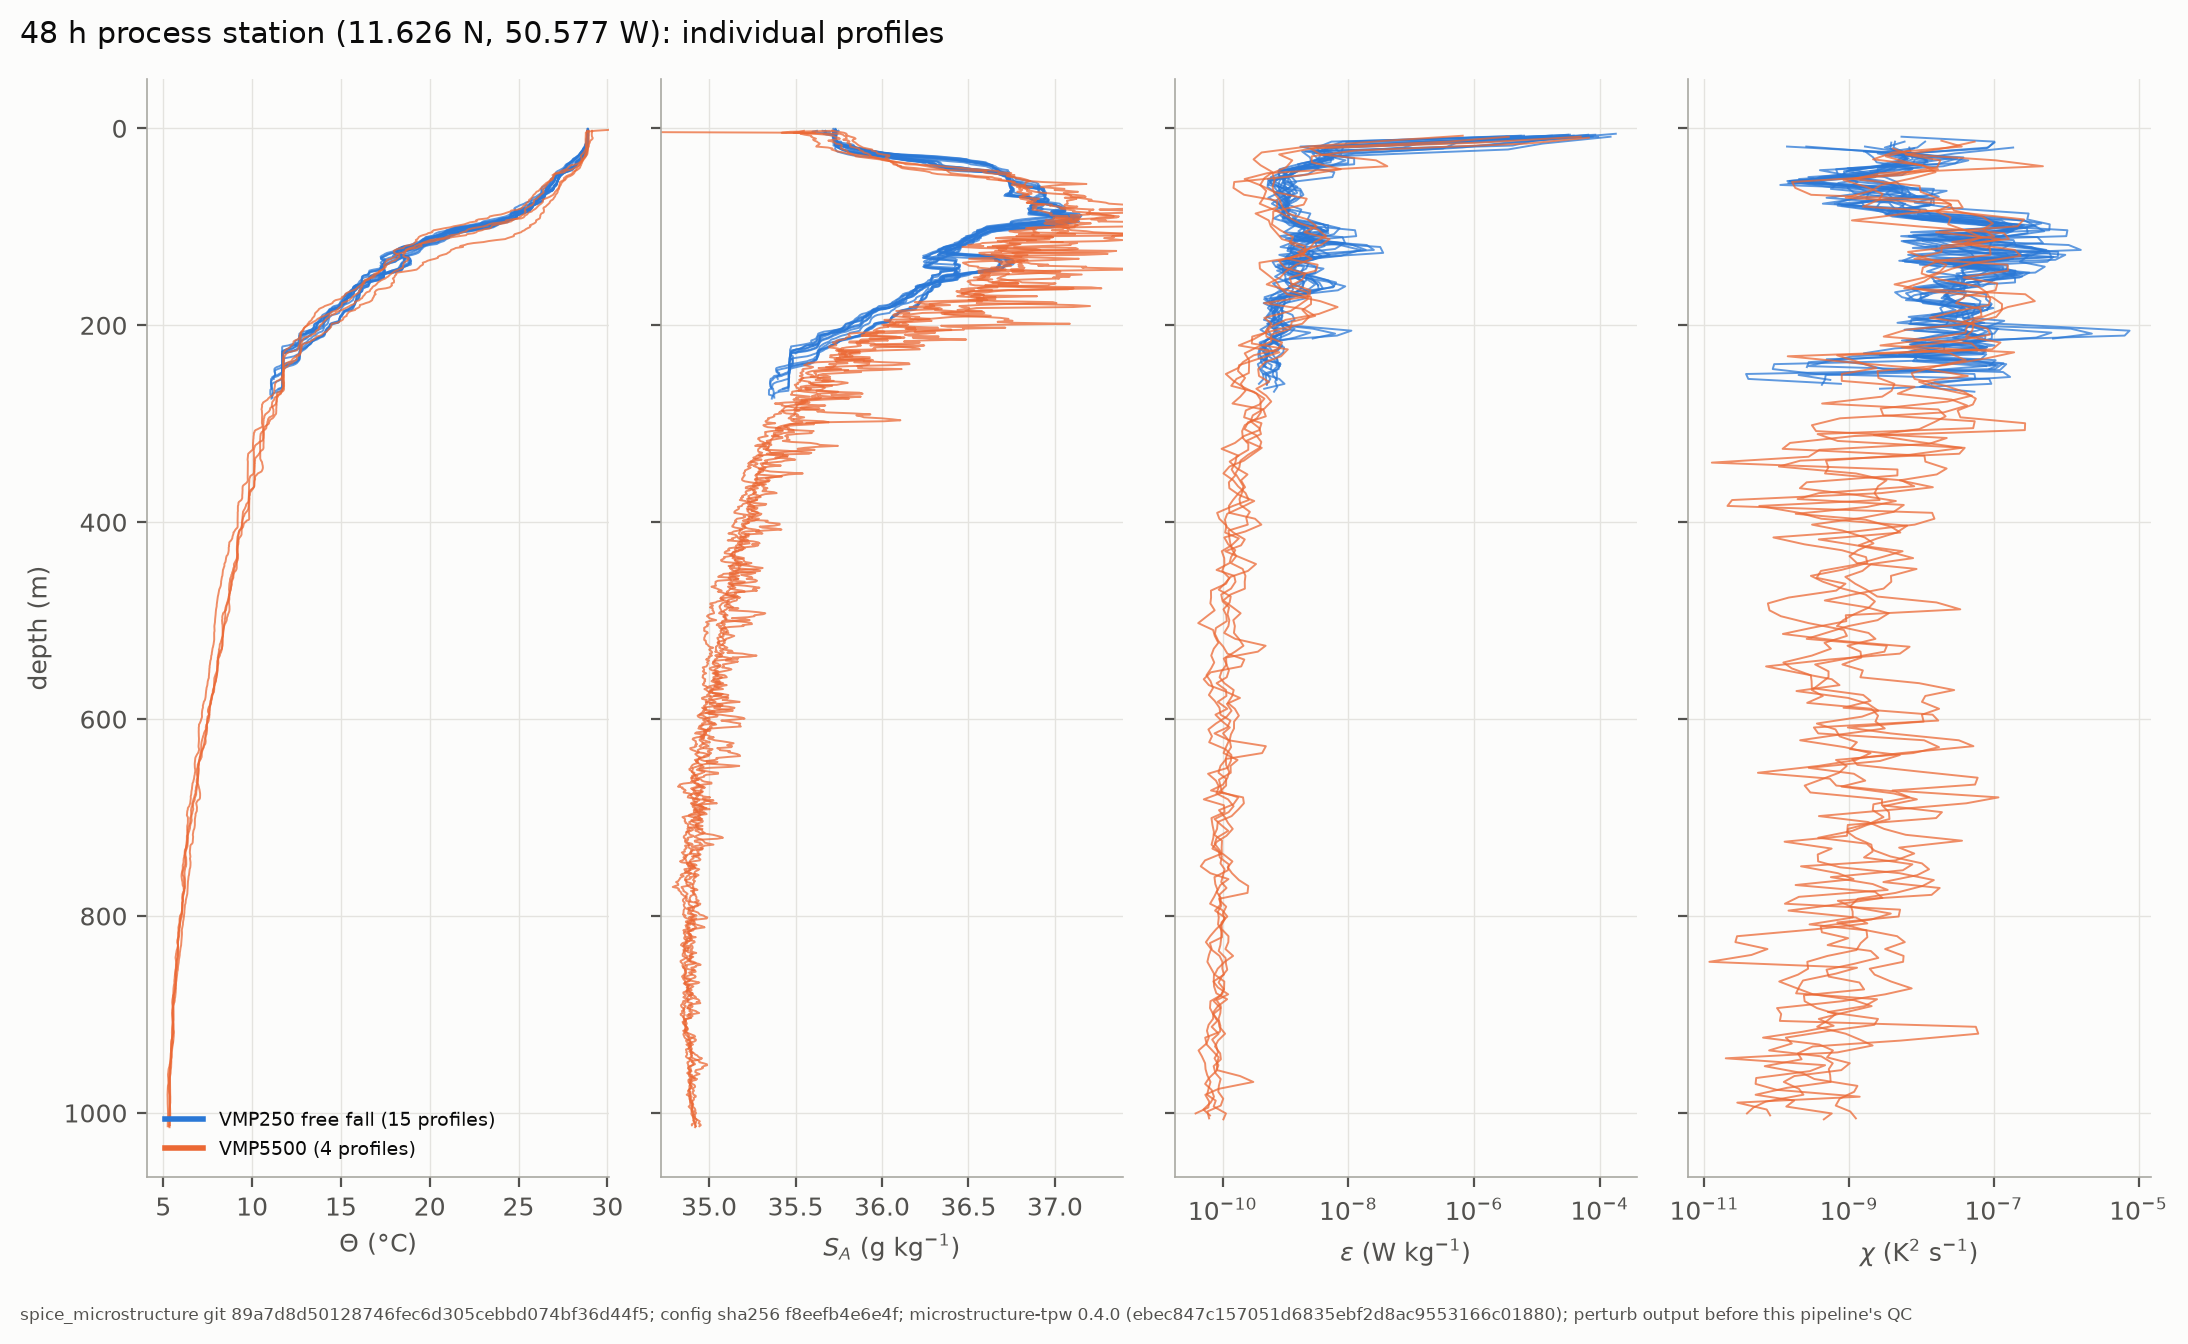 48 h process station (11.626 N, 50.577 W): individual profiles
0
200
400
600
800
1000
depth (m)
VMP250 free fall (15 profiles)
VMP5500 (4 profiles)
5 10 15 20 25 30
Θ (°C)
35.0 35.5 36.0 36.5 37.0
S_A (g kg⁻¹)
10⁻¹⁰ 10⁻⁸ 10⁻⁶ 10⁻⁴
ε (W kg⁻¹)
10⁻¹¹ 10⁻⁹ 10⁻⁷ 10⁻⁵
χ (K² s⁻¹)
spice_microstructure git 89a7d8d50128746fec6d305cebbd074bf36d44f5; config sha256 f8eefb4e6e4f; microstructure-tpw 0.4.0 (ebec847c157051d6835ebf2d8ac9553166c01880); perturb output before this pipeline's QC